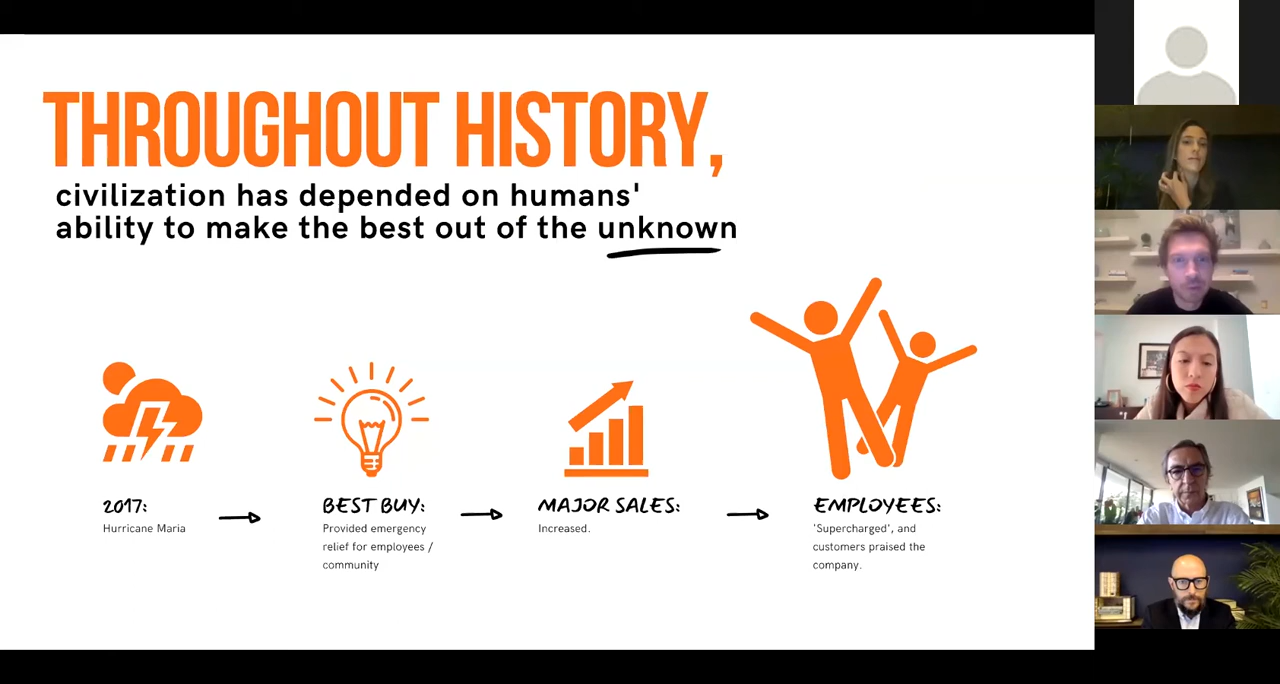 THROUGHOUT HISTORY,
civilization has depended on humans'
ability to make the best out of the unknown
2017:
Hurricane Maria
BEST BUY:
Provided emergency
relief for employees /
community
MAJOR SALES:
Increased.
EMPLOYEES:
'Supercharged', and
customers praised the
company.